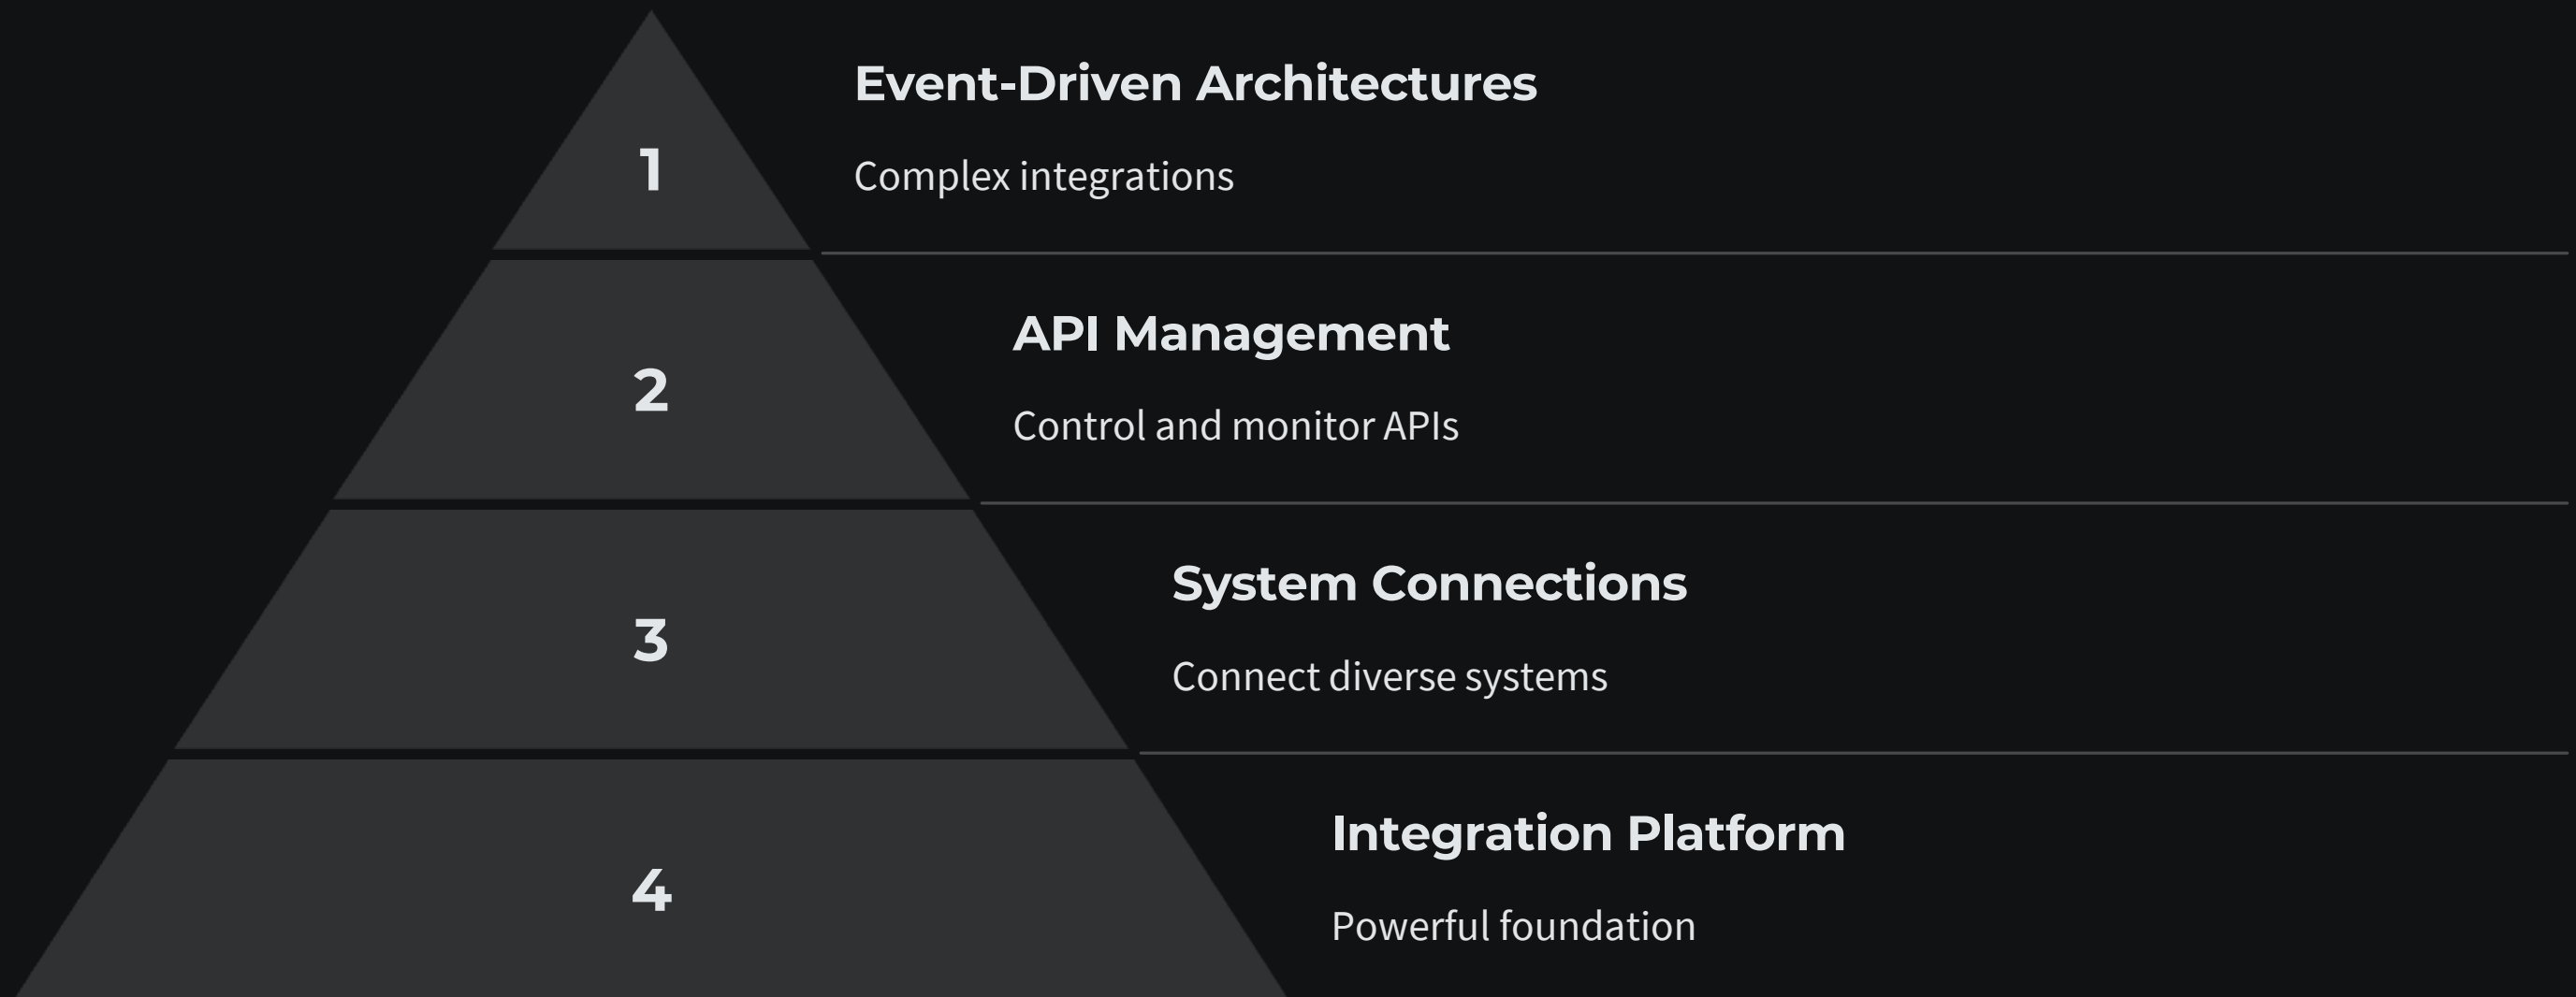 1
Event-Driven Architectures
Complex integrations
2
API Management
Control and monitor APIs
3
System Connections
Connect diverse systems
4
Integration Platform
Powerful foundation